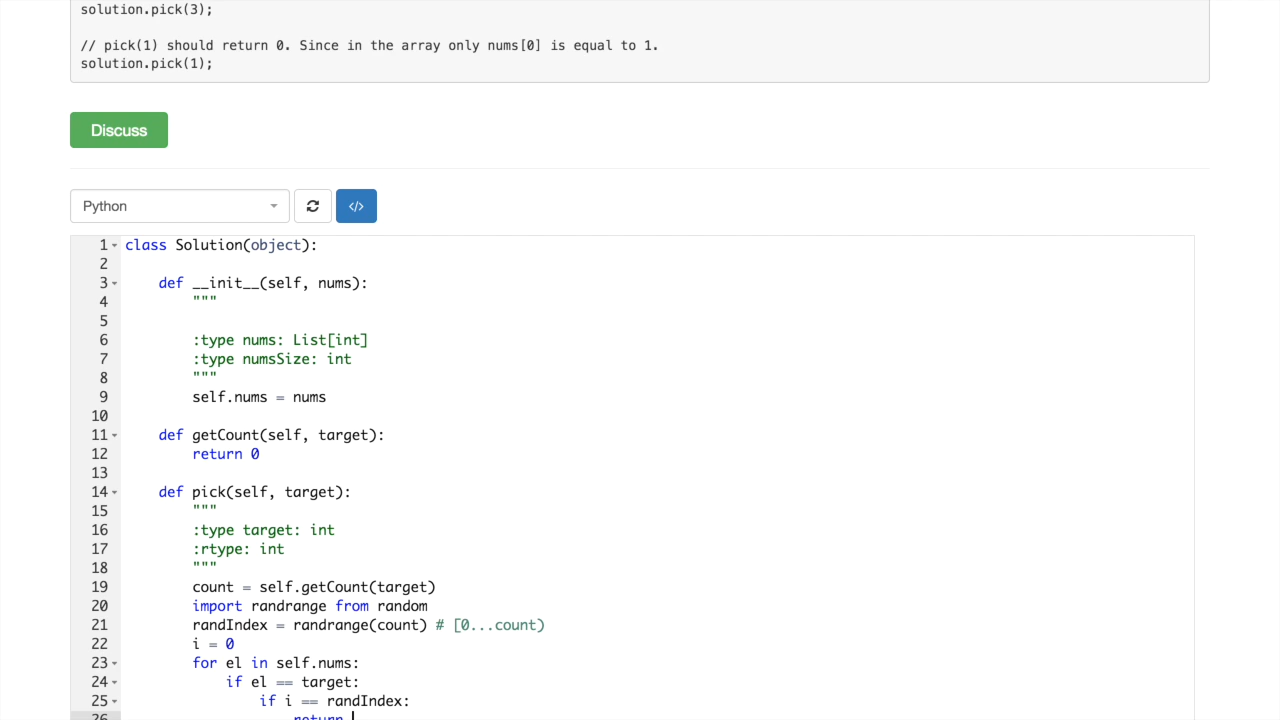 solution.pick(3);
// pick(1) should return 0. Since in the array only nums[0] is equal to 1.
solution.pick(1);
Discuss
Python
</>
1 class Solution(object):
2
3 def __init__(self, nums):
4 """
5
6 :type nums: List[int]
7 :type numsSize: int
8 """
9 self.nums = nums
10
11 def getCount(self, target):
12 return 0
13
14 def pick(self, target):
15 """
16 :type target: int
17 :rtype: int
18 """
19 count = self.getCount(target)
20 import randrange from random
21 randIndex = randrange(count) # [0...count)
22 i = 0
23 for el in self.nums:
24 if el == target:
25 if i == randIndex:
26 return